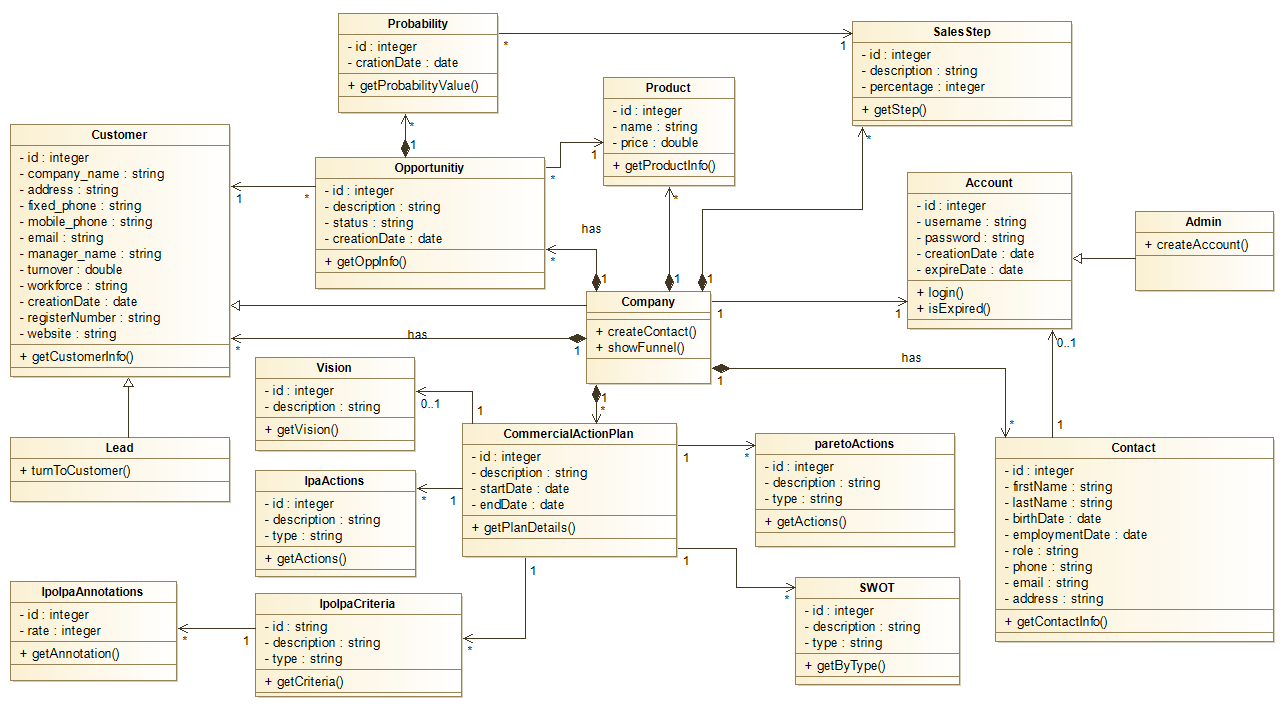 Probability
- id : integer
- crationDate : date
+ getProbabilityValue()
*
1
SalesStep
- id : integer
- description : string
- percentage : integer
+ getStep()
*
Product
- id : integer
- name : string
- price : double
+ getProductInfo()
*
1
*
Customer
- id : integer
- company_name : string
- address : string
- fixed_phone : string
- mobile_phone : string
- email : string
- manager_name : string
- turnover : double
- workforce : string
- creationDate : date
- registerNumber : string
- website : string
+ getCustomerInfo()
*
1
Opportunitiy
- id : integer
- description : string
- status : string
- creationDate : date
+ getOppInfo()
1
*
has
*
1
1
1
Account
- id : integer
- username : string
- password : string
- creationDate : date
- expireDate : date
+ login()
+ isExpired()
Admin
+ createAccount()
Company
+ createContact()
+ showFunnel()
1
1
has
*
1
has
1
*
0..1
1
1
*
Vision
- id : integer
- description : string
+ getVision()
0..1
1
Lead
+ turnToCustomer()
CommercialActionPlan
- id : integer
- description : string
- startDate : date
- endDate : date
+ getPlanDetails()
1
*
paretoActions
- id : integer
- description : string
- type : string
+ getActions()
Contact
- id : integer
- firstName : string
- lastName : string
- birthDate : date
- employmentDate : date
- role : string
- phone : string
- email : string
- address : string
+ getContactInfo()
IpaActions
- id : integer
- description : string
- type : string
+ getActions()
*
1
1
1
*
SWOT
- id : integer
- description : string
- type : string
+ getByType()
IpoIpaAnnotations
- id : integer
- rate : integer
+ getAnnotation()
*
1
IpoIpaCriteria
- id : string
- description : string
- type : string
+ getCriteria()
*